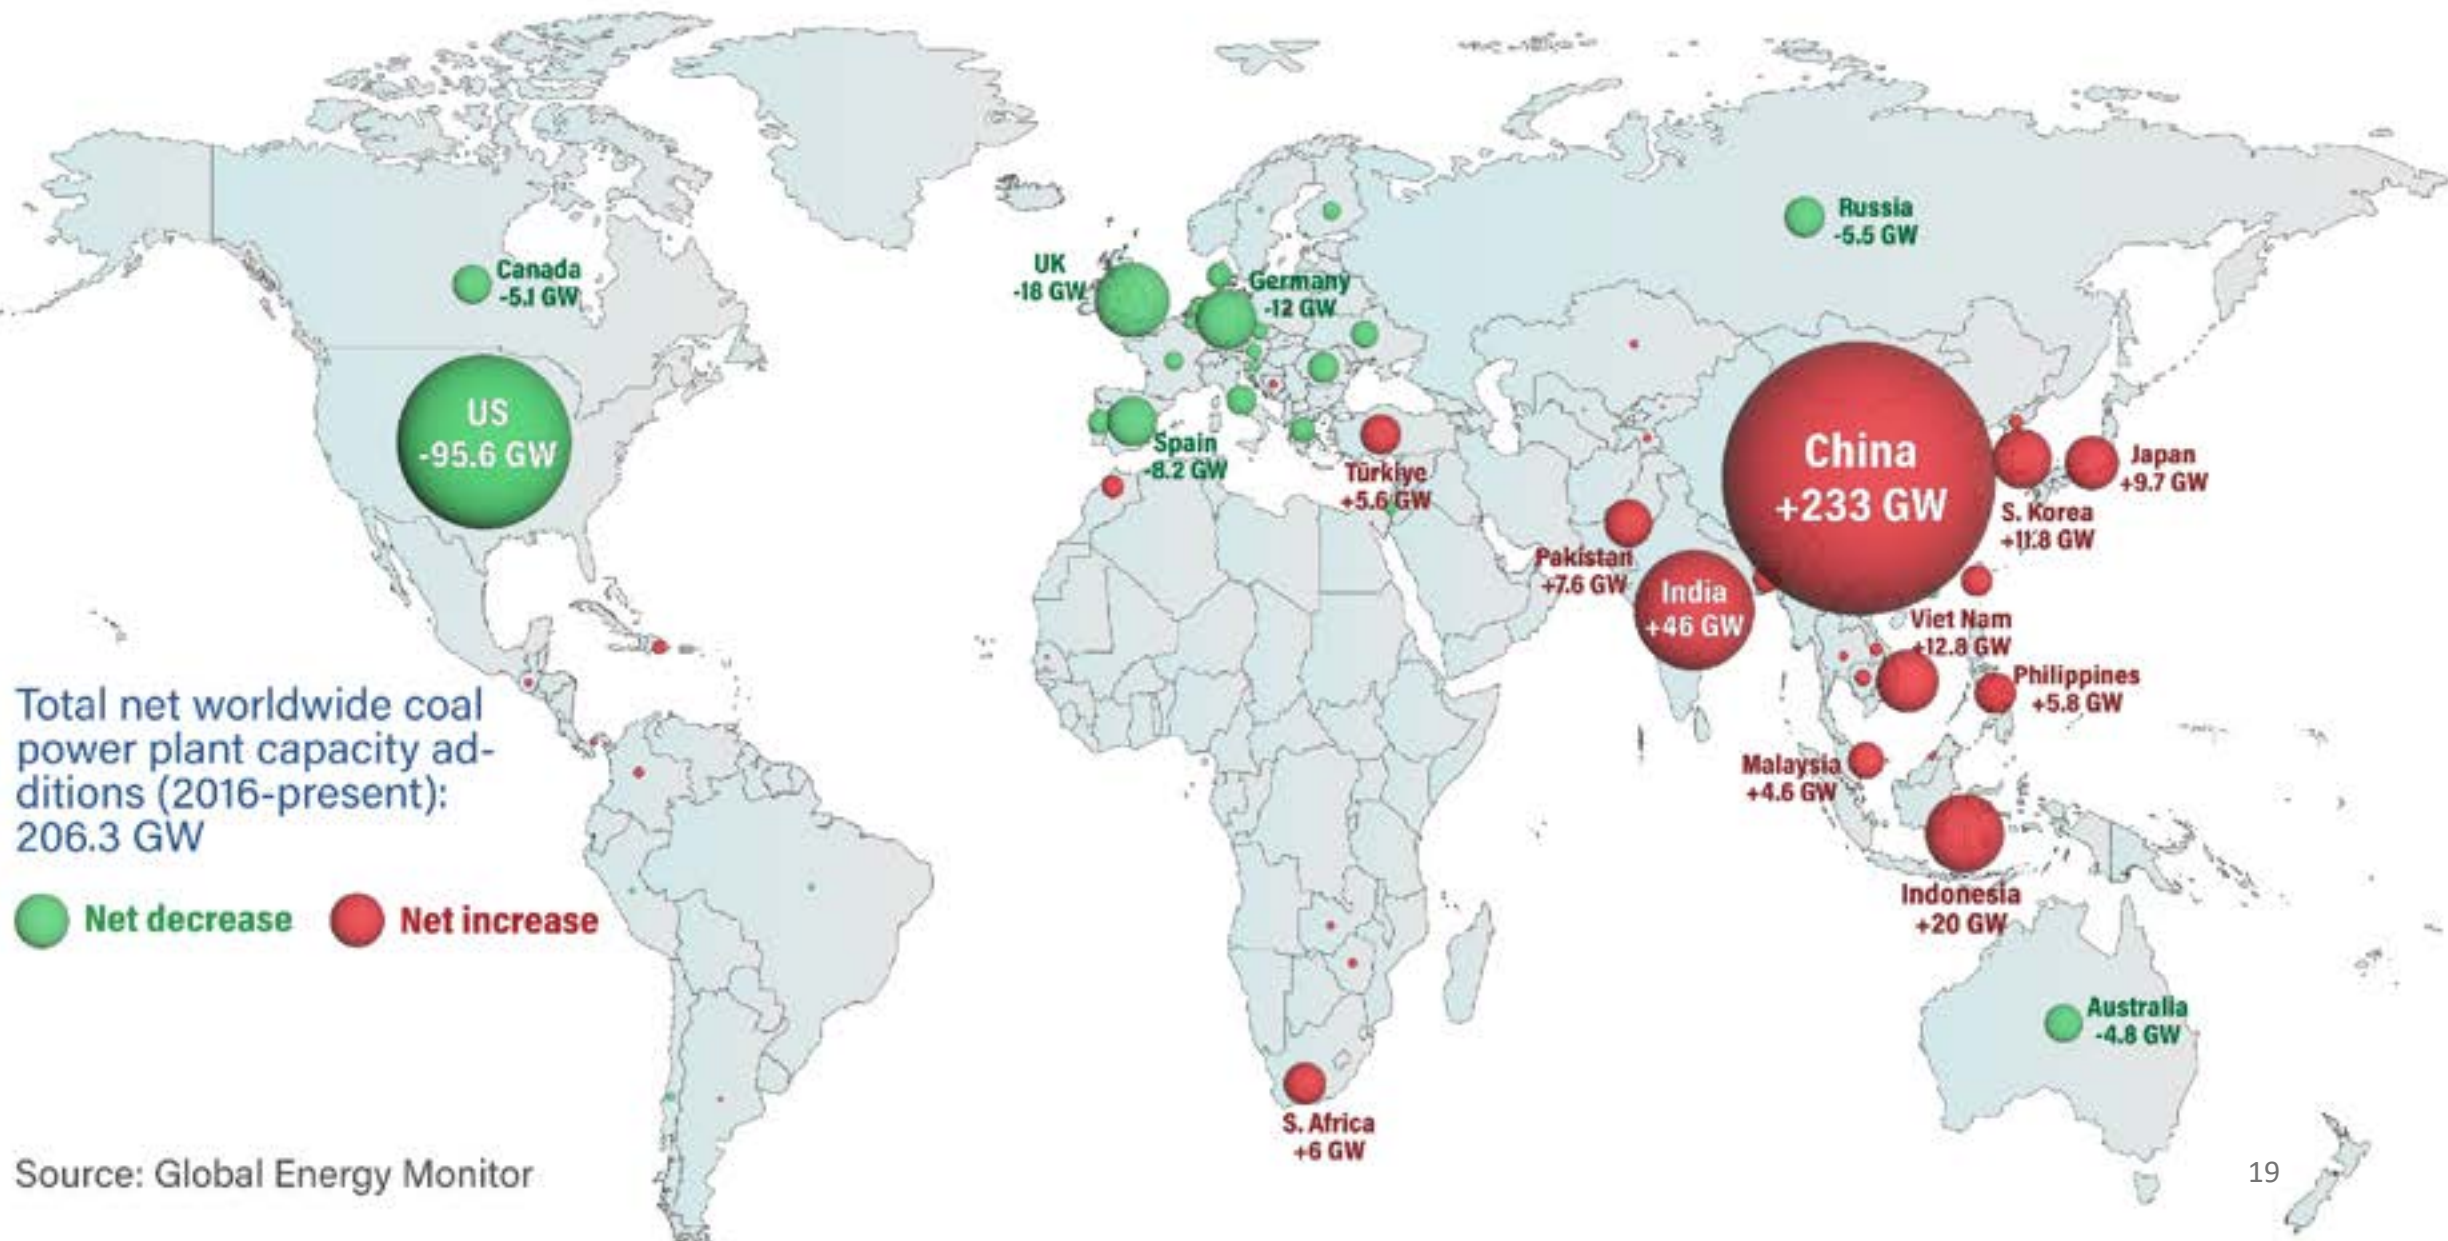 Russia
-5.5 GW
Canada
-5.1 GW
UK
-18 GW
Germany
-12 GW
US
-95.6 GW
Spain
-8.2 GW
Türkiye
+5.6 GW
China
+233 GW
Japan
+9.7 GW
S. Korea
+11.8 GW
Pakistan
+7.6 GW
India
+46 GW
Viet Nam
+12.8 GW
Philippines
+5.8 GW
Malaysia
+4.6 GW
Indonesia
+20 GW
Australia
-4.8 GW
S. Africa
+6 GW
Total net worldwide coal
power plant capacity ad-
ditions (2016-present):
206.3 GW
Net decrease
Net increase
Source: Global Energy Monitor
19